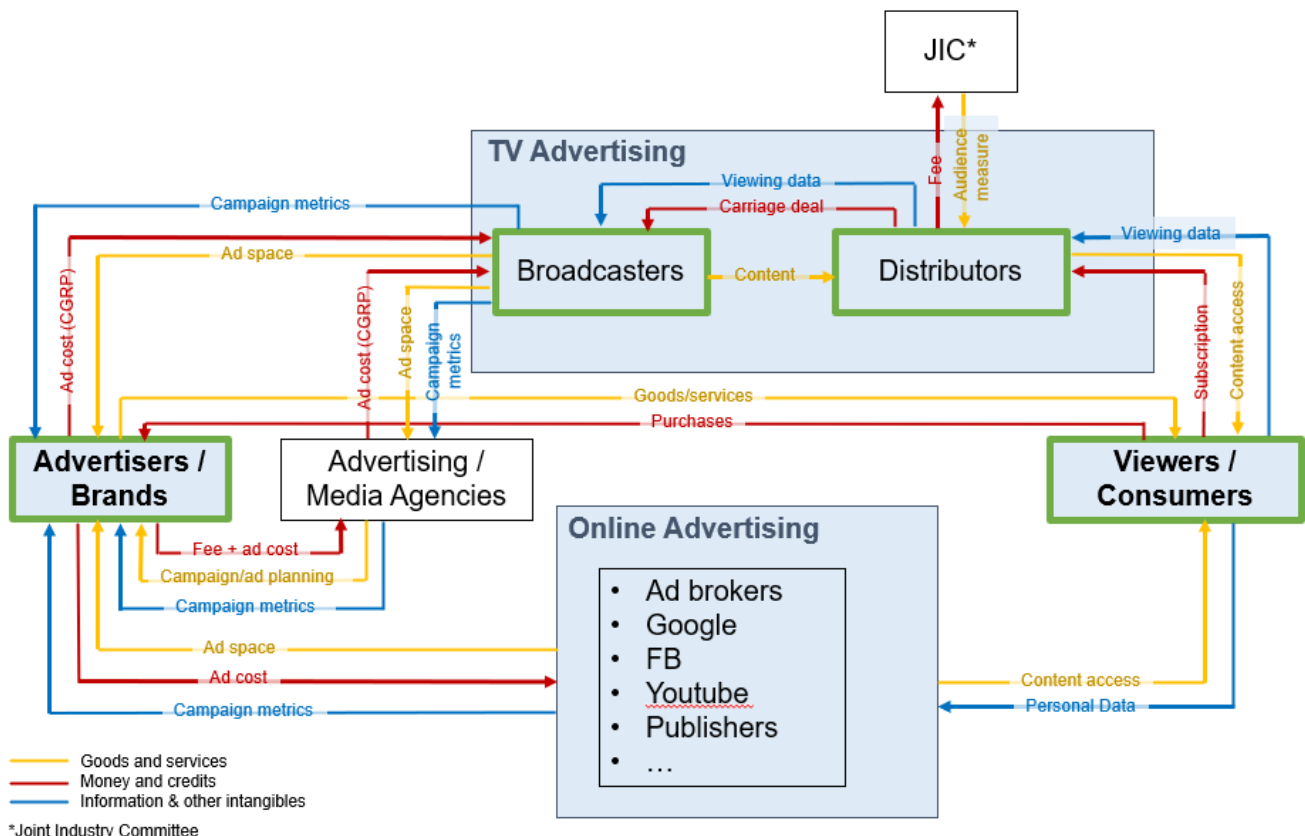 JIC*
TV Advertising
Fee
Audience
measure
Viewing data
Carriage deal
Campaign metrics
Viewing data
Ad space
Broadcasters
Content
Distributors
Ad cost (CGRP)
Ad cost (CGRP)
Ad space
Campaign
metrics
Subscription
Content access
Goods/services
Purchases
Advertisers /
Brands
Advertising /
Media Agencies
Viewers /
Consumers
Online Advertising
Fee + ad cost
Campaign/ad planning
Campaign metrics
Ad space
Ad cost
Campaign metrics
• Ad brokers
• Google
• FB
• Youtube
• Publishers
• …
Content access
Personal Data
Goods and services
Money and credits
Information & other intangibles
*Joint Industry Committee